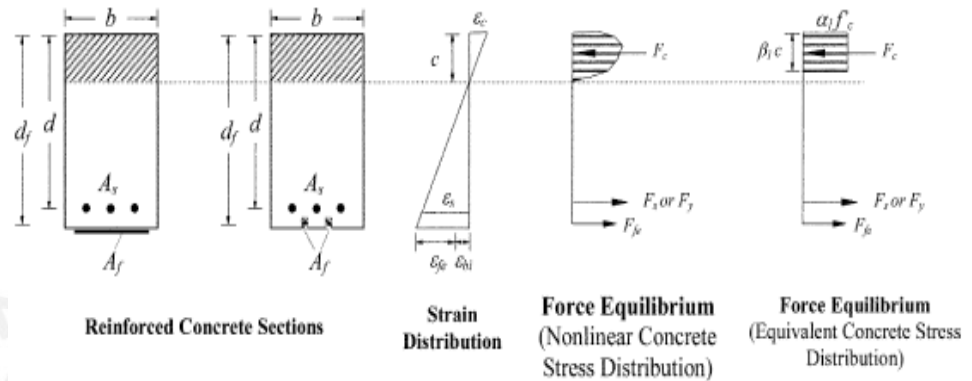 b
b
ε_c
α_1 f'_c
c
F_c
β_1 c
F_c
d_f
d
d_f
d
A_s
A_s
ε_s
F_s or F_y
F_s or F_y
F_fe
F_fe
A_f
A_f
ε_fe
ε_bi
Reinforced Concrete Sections
Strain
Distribution
Force Equilibrium
(Nonlinear Concrete
Stress Distribution)
Force Equilibrium
(Equivalent Concrete Stress
Distribution)